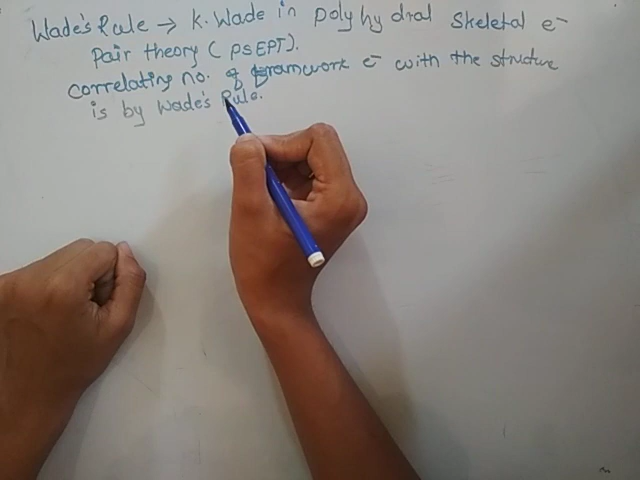 Wade's Rule → K. Wade in Polyhydral Skeletal e⁻
Pair theory (PSEPT).
Correlating no. of framework e⁻ with the structure
is by Wade's Rule.